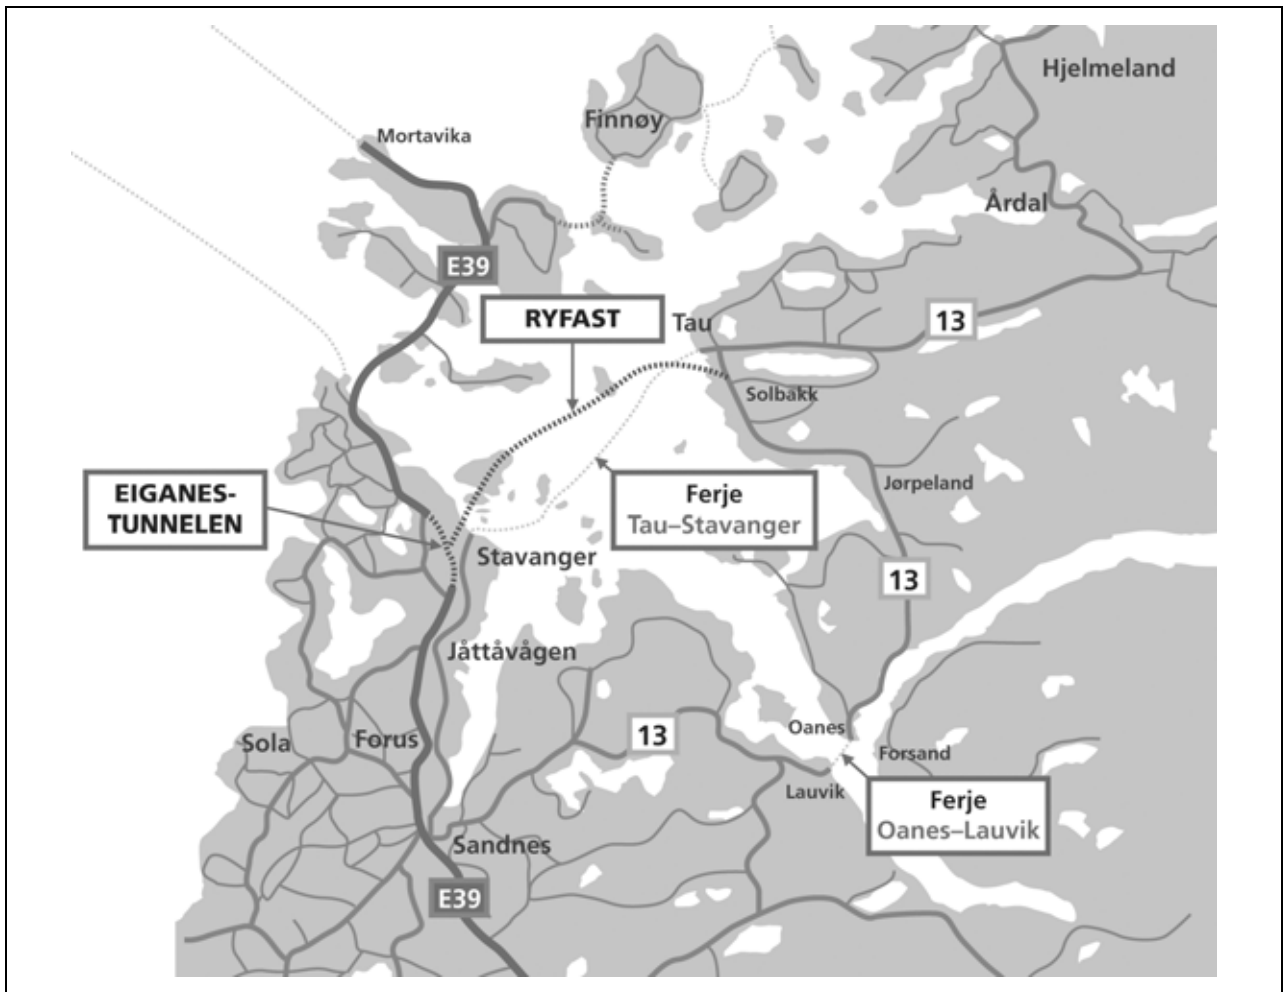 Hjelmeland
Finnøy
Mortavika
Årdal
E39
RYFAST
Tau
13
Solbakk
EIGANES-
TUNNELEN
Ferje
Tau–Stavanger
Jørpeland
Stavanger
13
Jåttåvågen
13
Oanes
Sola
Forus
Forsand
Lauvik
Ferje
Oanes–Lauvik
Sandnes
E39